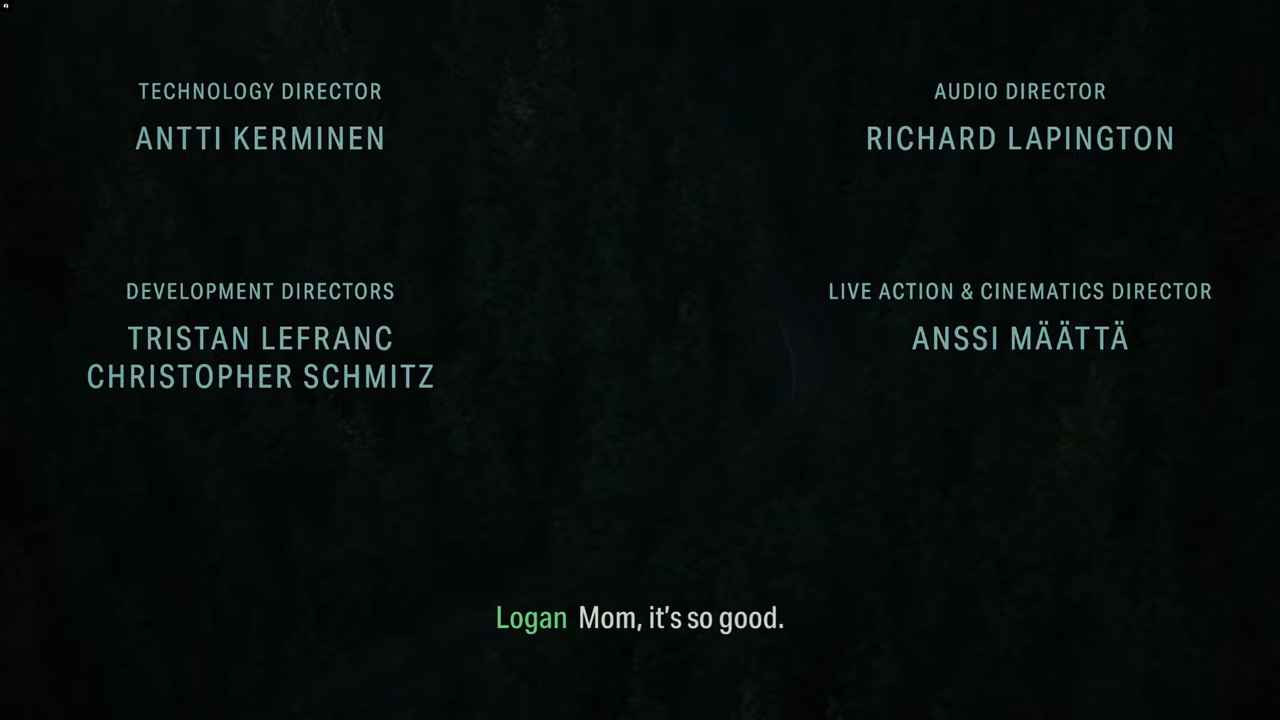 TECHNOLOGY DIRECTOR
ANTTI KERMINEN
AUDIO DIRECTOR
RICHARD LAPINGTON
DEVELOPMENT DIRECTORS
TRISTAN LEFRANC
CHRISTOPHER SCHMITZ
LIVE ACTION & CINEMATICS DIRECTOR
ANSSI MÄÄTTÄ
Logan Mom, it's so good.